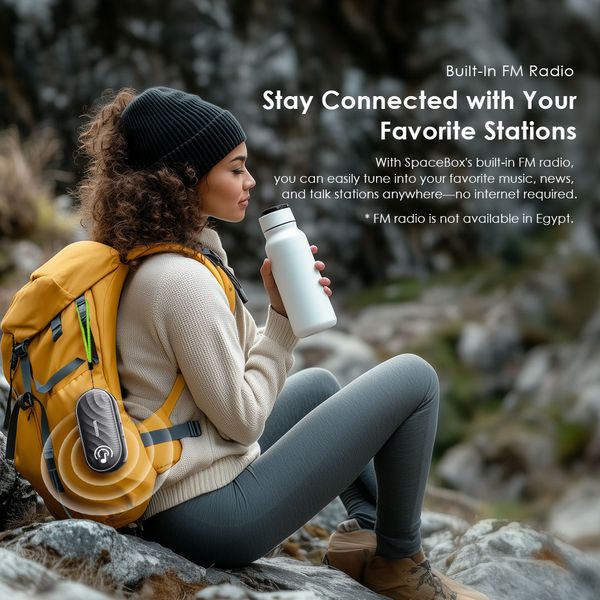 Built-In FM Radio
Stay Connected with Your
Favorite Stations
With SpaceBox's built-in FM radio,
you can easily tune into your favorite music, news,
and talk stations anywhere—no internet required.
* FM radio is not available in Egypt.